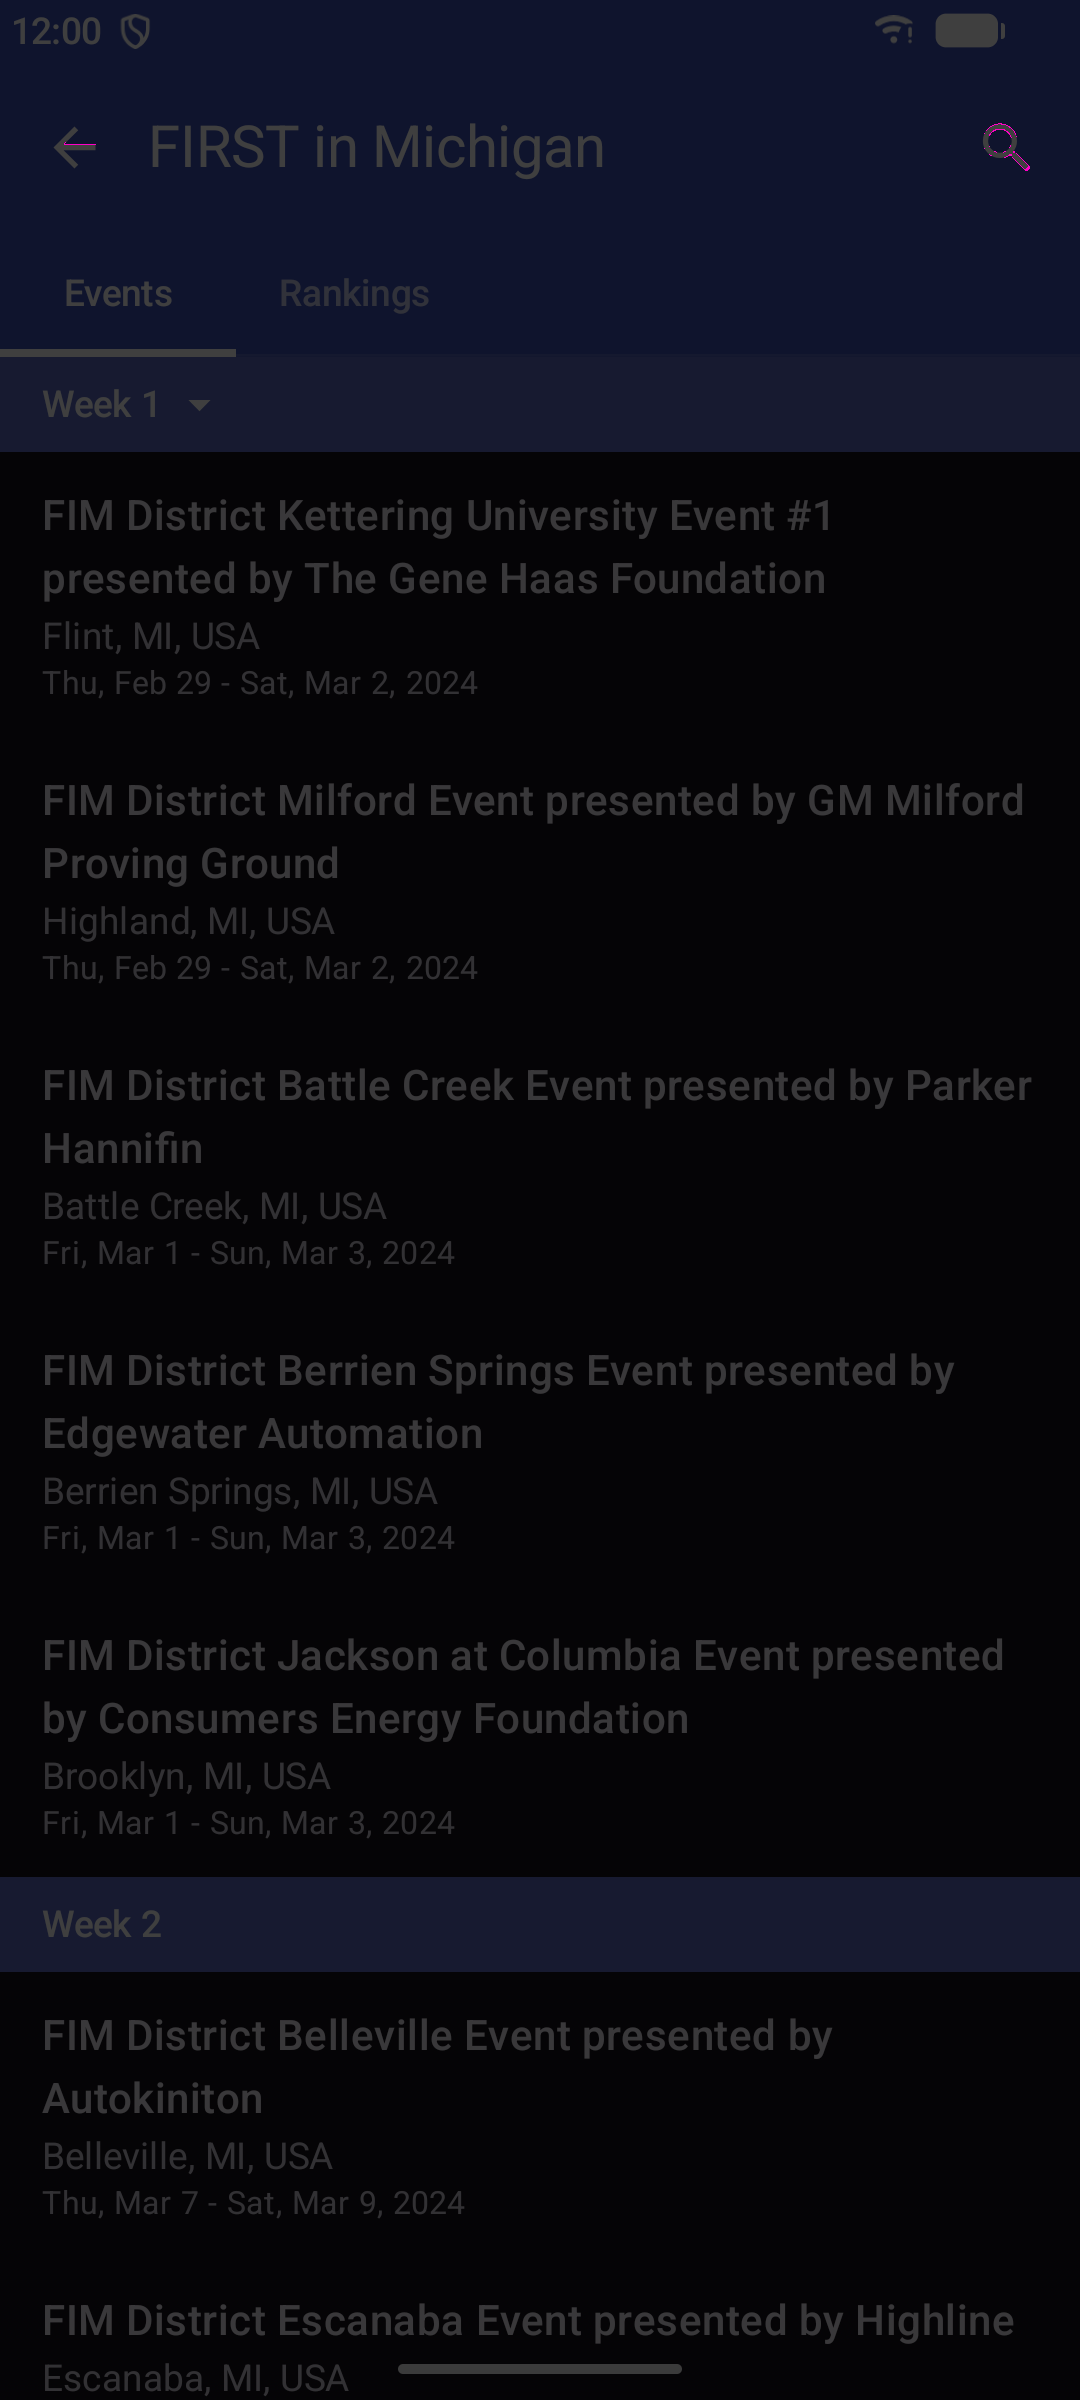 12:00
FIRST in Michigan
Events Rankings
Week 1
FIM District Kettering University Event #1
presented by The Gene Haas Foundation
Flint, MI, USA
Thu, Feb 29 - Sat, Mar 2, 2024
FIM District Milford Event presented by GM Milford
Proving Ground
Highland, MI, USA
Thu, Feb 29 - Sat, Mar 2, 2024
FIM District Battle Creek Event presented by Parker
Hannifin
Battle Creek, MI, USA
Fri, Mar 1 - Sun, Mar 3, 2024
FIM District Berrien Springs Event presented by
Edgewater Automation
Berrien Springs, MI, USA
Fri, Mar 1 - Sun, Mar 3, 2024
FIM District Jackson at Columbia Event presented
by Consumers Energy Foundation
Brooklyn, MI, USA
Fri, Mar 1 - Sun, Mar 3, 2024
Week 2
FIM District Belleville Event presented by
Autokiniton
Belleville, MI, USA
Thu, Mar 7 - Sat, Mar 9, 2024
FIM District Escanaba Event presented by Highline
Escanaba, MI, USA